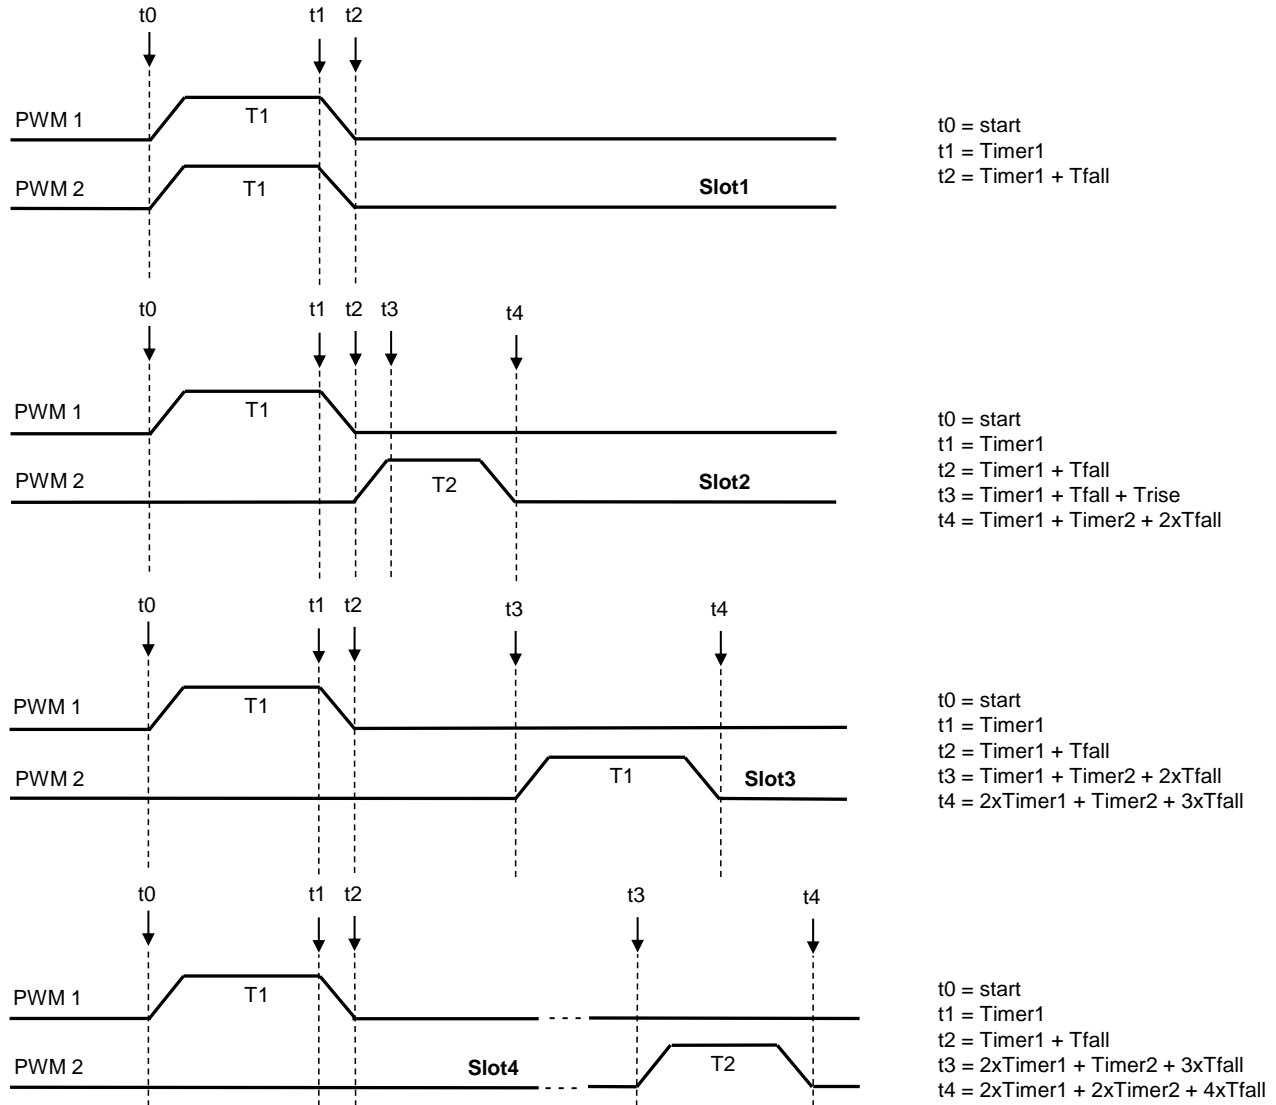 t0 t1 t2
PWM 1 T1
PWM 2 T1 Slot1
t0 = start
t1 = Timer1
t2 = Timer1 + Tfall
t0 t1 t2 t3 t4
PWM 1 T1
PWM 2 T2 Slot2
t0 = start
t1 = Timer1
t2 = Timer1 + Tfall
t3 = Timer1 + Tfall + Trise
t4 = Timer1 + Timer2 + 2xTfall
t0 t1 t2 t3 t4
PWM 1 T1
PWM 2 T1 Slot3
t0 = start
t1 = Timer1
t2 = Timer1 + Tfall
t3 = Timer1 + Timer2 + 2xTfall
t4 = 2xTimer1 + Timer2 + 3xTfall
t0 t1 t2 t3 t4
PWM 1 T1
PWM 2 Slot4 T2
t0 = start
t1 = Timer1
t2 = Timer1 + Tfall
t3 = 2xTimer1 + Timer2 + 3xTfall
t4 = 2xTimer1 + 2xTimer2 + 4xTfall